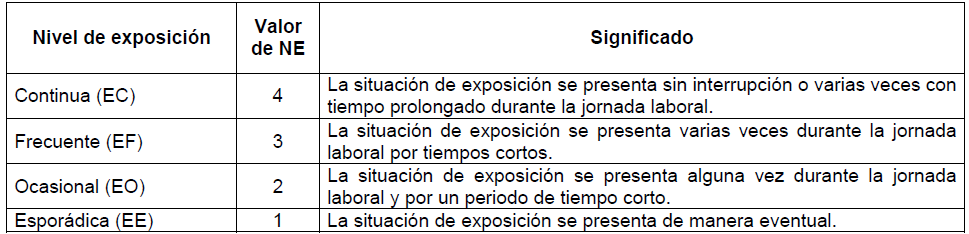 Nivel de exposición
Valor
de NE
Significado
Continua (EC)
4
La situación de exposición se presenta sin interrupción o varias veces con
tiempo prolongado durante la jornada laboral.
Frecuente (EF)
3
La situación de exposición se presenta varias veces durante la jornada
laboral por tiempos cortos.
Ocasional (EO)
2
La situación de exposición se presenta alguna vez durante la jornada
laboral y por un periodo de tiempo corto.
Esporádica (EE)
1
La situación de exposición se presenta de manera eventual.